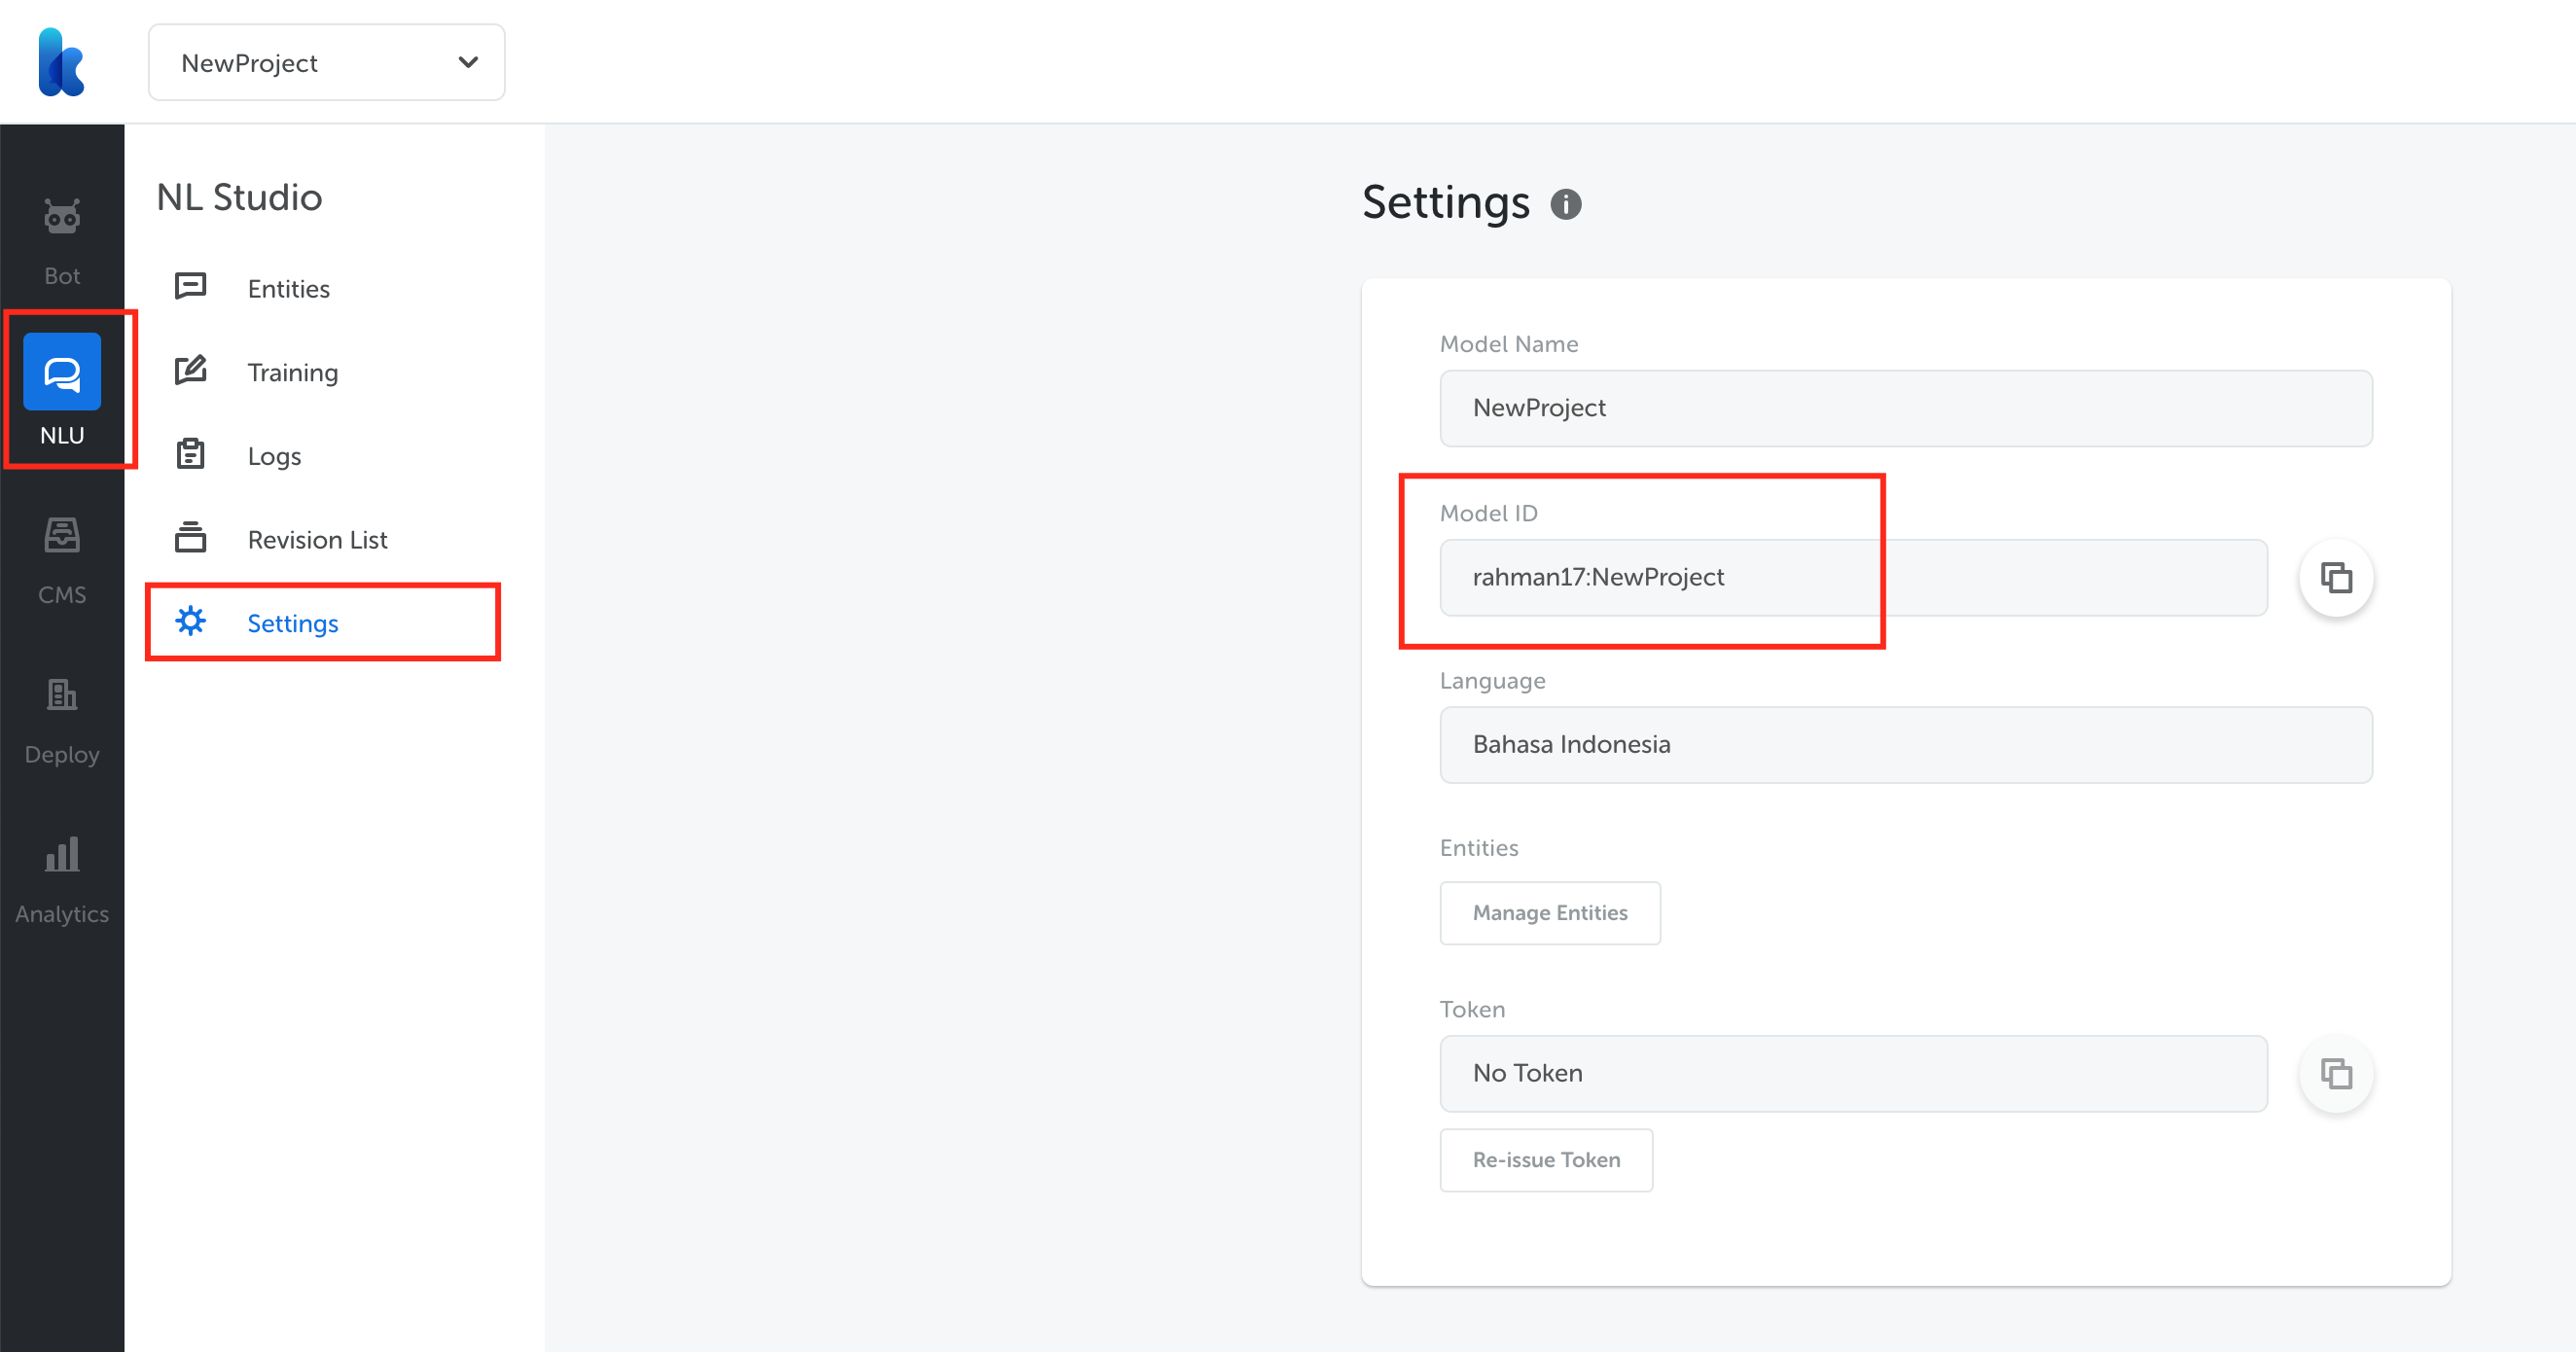 NewProject
Bot
NLU
CMS
Deploy
Analytics
NL Studio
Entities
Training
Logs
Revision List
Settings
Settings
Model Name
NewProject
Model ID
rahman17:NewProject
Language
Bahasa Indonesia
Entities
Manage Entities
Token
No Token
Re-issue Token